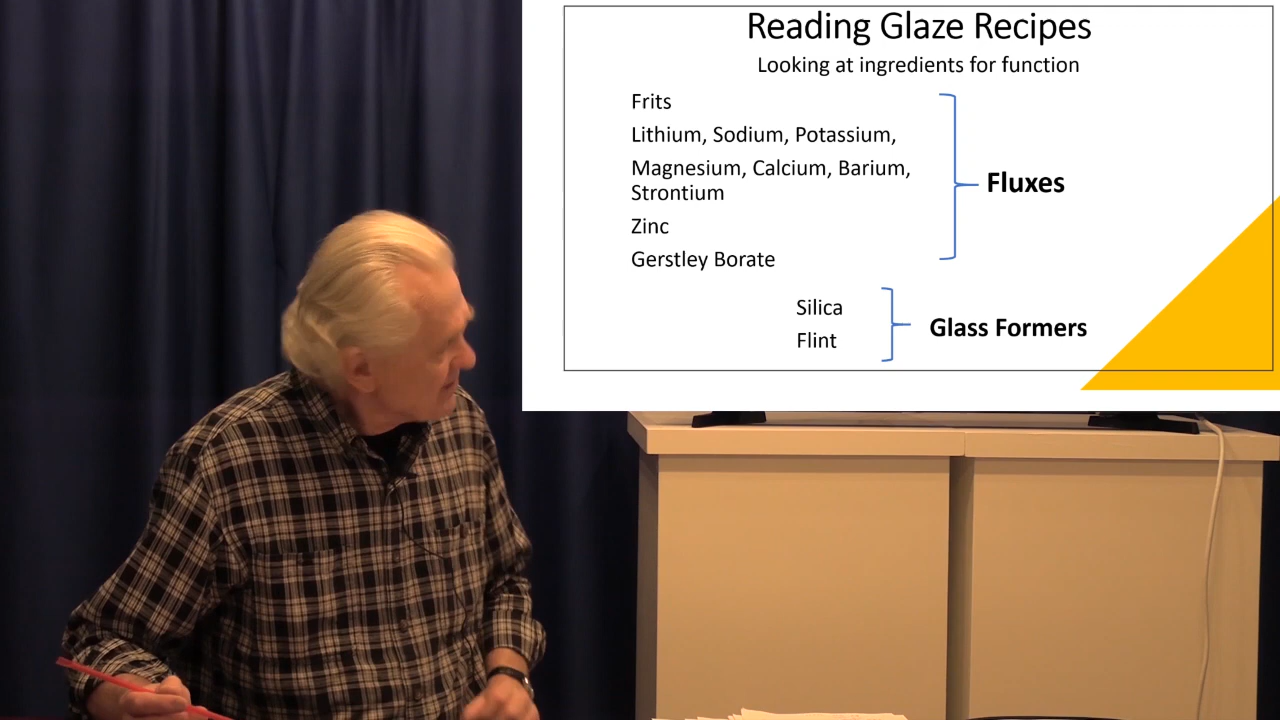 Reading Glaze Recipes
Looking at ingredients for function
Frits
Lithium, Sodium, Potassium,
Magnesium, Calcium, Barium,
Strontium
Zinc
Gerstley Borate
Fluxes
Silica
Flint
Glass Formers